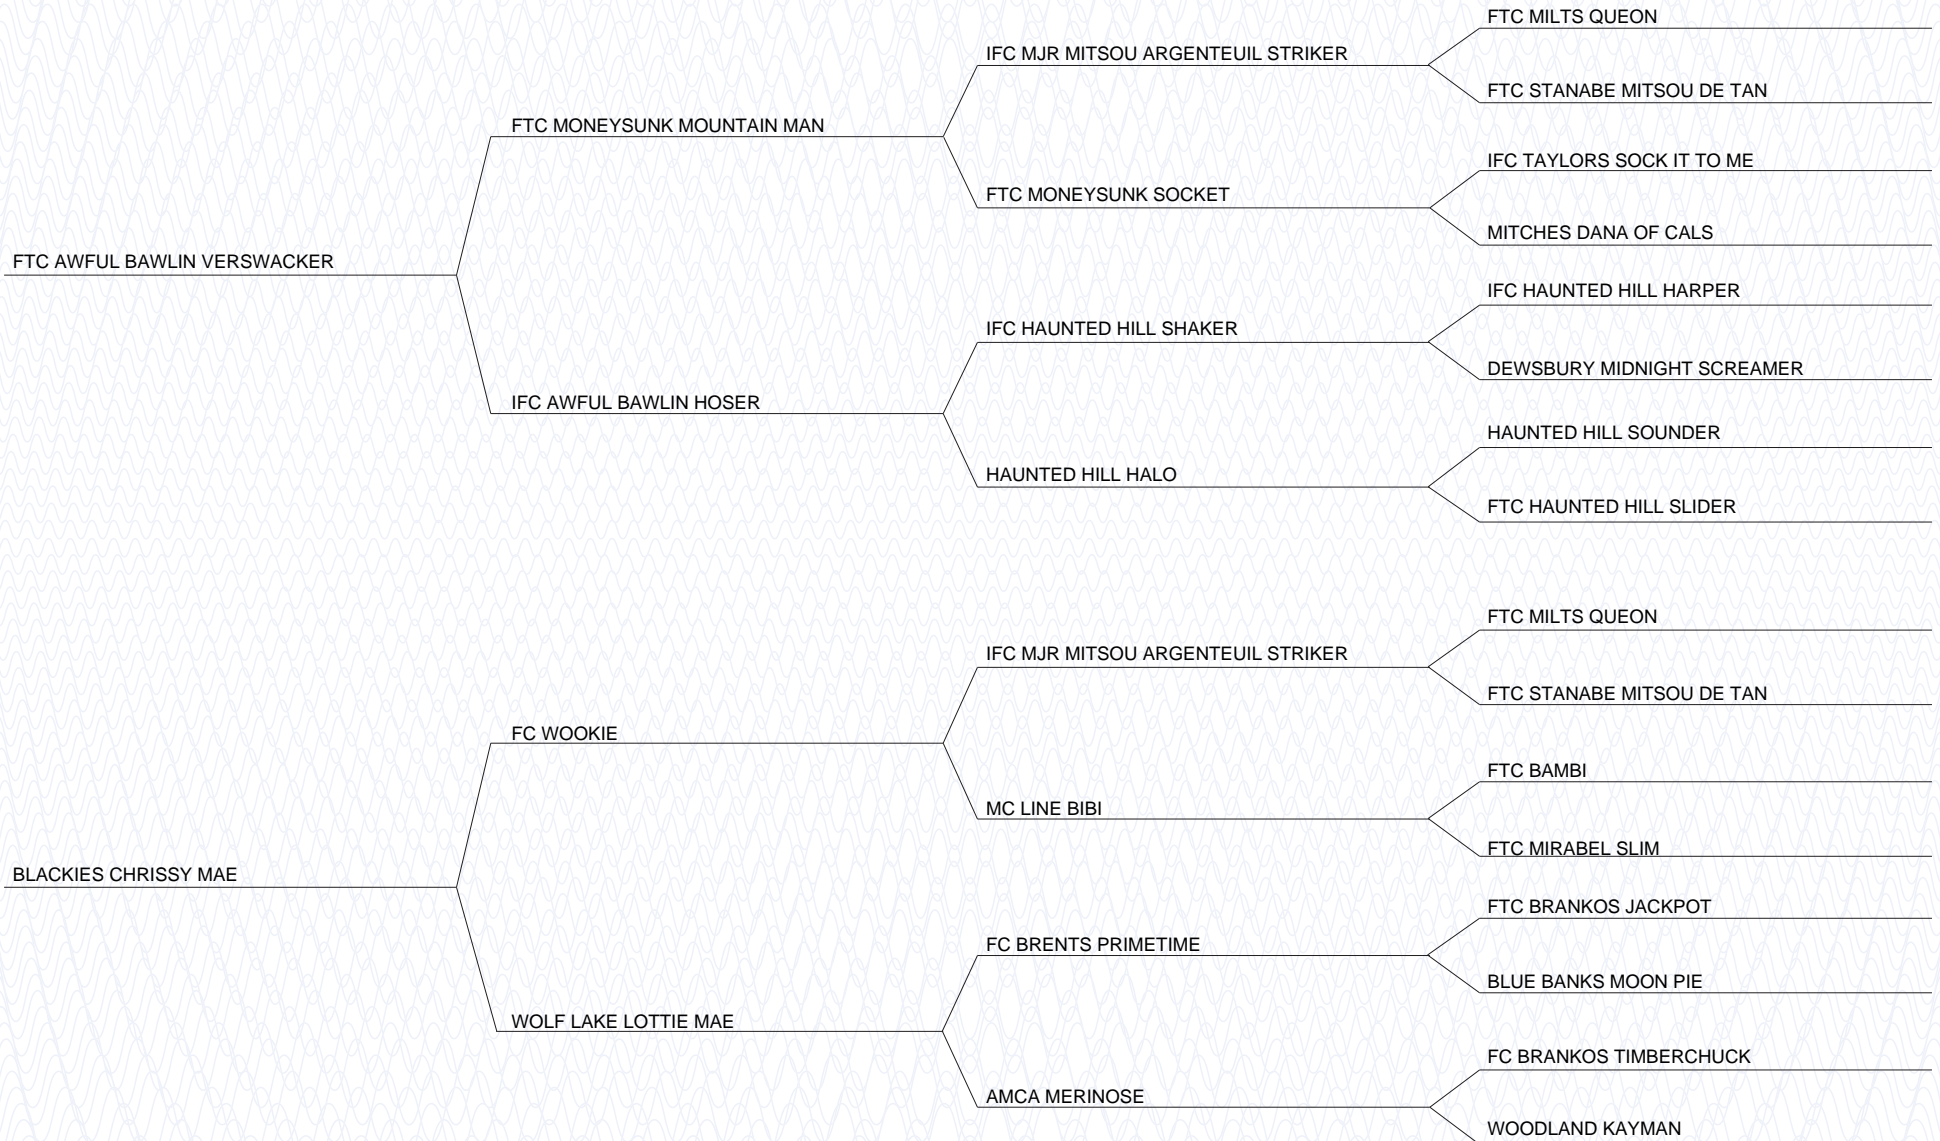 FTC MILTS QUEON
IFC MJR MITSOU ARGENTEUIL STRIKER
FTC STANABE MITSOU DE TAN
FTC MONEYSUNK MOUNTAIN MAN
IFC TAYLORS SOCK IT TO ME
FTC MONEYSUNK SOCKET
MITCHES DANA OF CALS
FTC AWFUL BAWLIN VERSWACKER
IFC HAUNTED HILL HARPER
IFC HAUNTED HILL SHAKER
DEWSBURY MIDNIGHT SCREAMER
IFC AWFUL BAWLIN HOSER
HAUNTED HILL SOUNDER
HAUNTED HILL HALO
FTC HAUNTED HILL SLIDER
FTC MILTS QUEON
IFC MJR MITSOU ARGENTEUIL STRIKER
FTC STANABE MITSOU DE TAN
FC WOOKIE
FTC BAMBI
MC LINE BIBI
FTC MIRABEL SLIM
BLACKIES CHRISSY MAE
FTC BRANKOS JACKPOT
FC BRENTS PRIMETIME
BLUE BANKS MOON PIE
WOLF LAKE LOTTIE MAE
FC BRANKOS TIMBERCHUCK
AMCA MERINOSE
WOODLAND KAYMAN